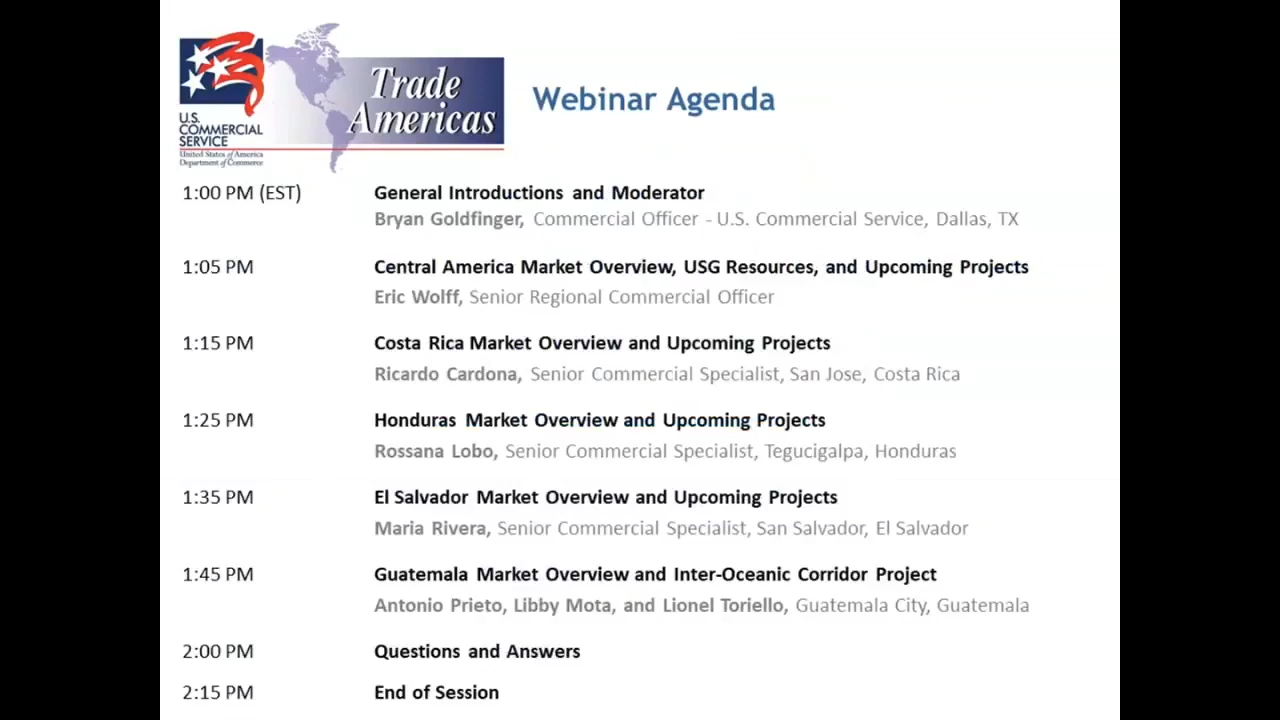 U.S.
COMMERCIAL
SERVICE
United States of America
Department of Commerce
Trade
Americas
Webinar Agenda
1:00 PM (EST) General Introductions and Moderator
Bryan Goldfinger, Commercial Officer - U.S. Commercial Service, Dallas, TX
1:05 PM Central America Market Overview, USG Resources, and Upcoming Projects
Eric Wolff, Senior Regional Commercial Officer
1:15 PM Costa Rica Market Overview and Upcoming Projects
Ricardo Cardona, Senior Commercial Specialist, San Jose, Costa Rica
1:25 PM Honduras Market Overview and Upcoming Projects
Rossana Lobo, Senior Commercial Specialist, Tegucigalpa, Honduras
1:35 PM El Salvador Market Overview and Upcoming Projects
Maria Rivera, Senior Commercial Specialist, San Salvador, El Salvador
1:45 PM Guatemala Market Overview and Inter-Oceanic Corridor Project
Antonio Prieto, Libby Mota, and Lionel Toriello, Guatemala City, Guatemala
2:00 PM Questions and Answers
2:15 PM End of Session